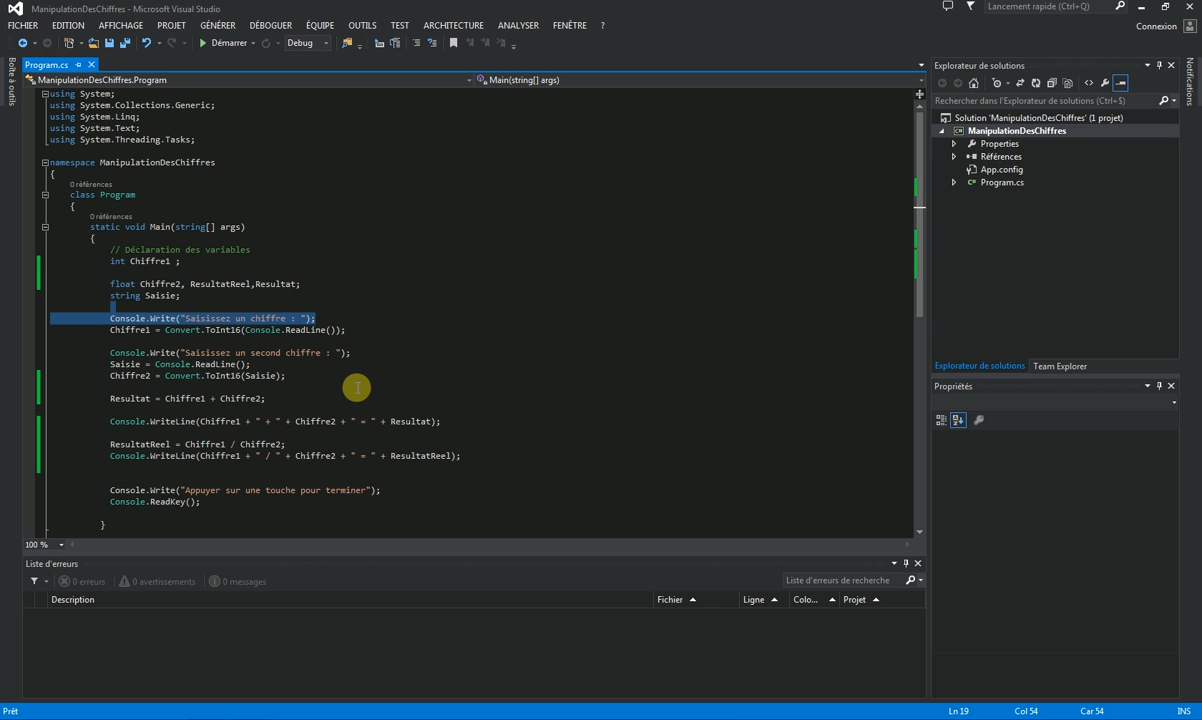 ManipulationDesChiffres - Microsoft Visual Studio
Lancement rapide (Ctrl+Q)
FICHIER EDITION AFFICHAGE PROJET GÉNÉRER DÉBOGUER ÉQUIPE OUTILS TEST ARCHITECTURE ANALYSER FENÊTRE ?
Connexion
Démarrer Debug
Boîte à outils
Program.cs
ManipulationDesChiffres.Program Main(string[] args)
using System;
using System.Collections.Generic;
using System.Linq;
using System.Text;
using System.Threading.Tasks;
namespace ManipulationDesChiffres
{
0 références
class Program
{
0 références
static void Main(string[] args)
{
// Déclaration des variables
int Chiffre1 ;
float Chiffre2, ResultatReel,Resultat;
string Saisie;
Console.Write("Saisissez un chiffre : ");
Chiffre1 = Convert.ToInt16(Console.ReadLine());
Console.Write("Saisissez un second chiffre : ");
Saisie = Console.ReadLine();
Chiffre2 = Convert.ToInt16(Saisie);
Resultat = Chiffre1 + Chiffre2;
Console.WriteLine(Chiffre1 + " + " + Chiffre2 + " = " + Resultat);
ResultatReel = Chiffre1 / Chiffre2;
Console.WriteLine(Chiffre1 + " / " + Chiffre2 + " = " + ResultatReel);
Console.Write("Appuyer sur une touche pour terminer");
Console.ReadKey();
}
100 %
Explorateur de solutions
Rechercher dans l'Explorateur de solutions (Ctrl+$)
Solution 'ManipulationDesChiffres' (1 projet)
ManipulationDesChiffres
Properties
Références
App.config
Program.cs
Explorateur de solutions Team Explorer
Propriétés
Notifications
Liste d'erreurs
0 erreurs 0 avertissements 0 messages
Liste d'erreurs de recherche
Description Fichier Ligne Colo... Projet
Prêt Ln 19 Col 54 Car 54 INS